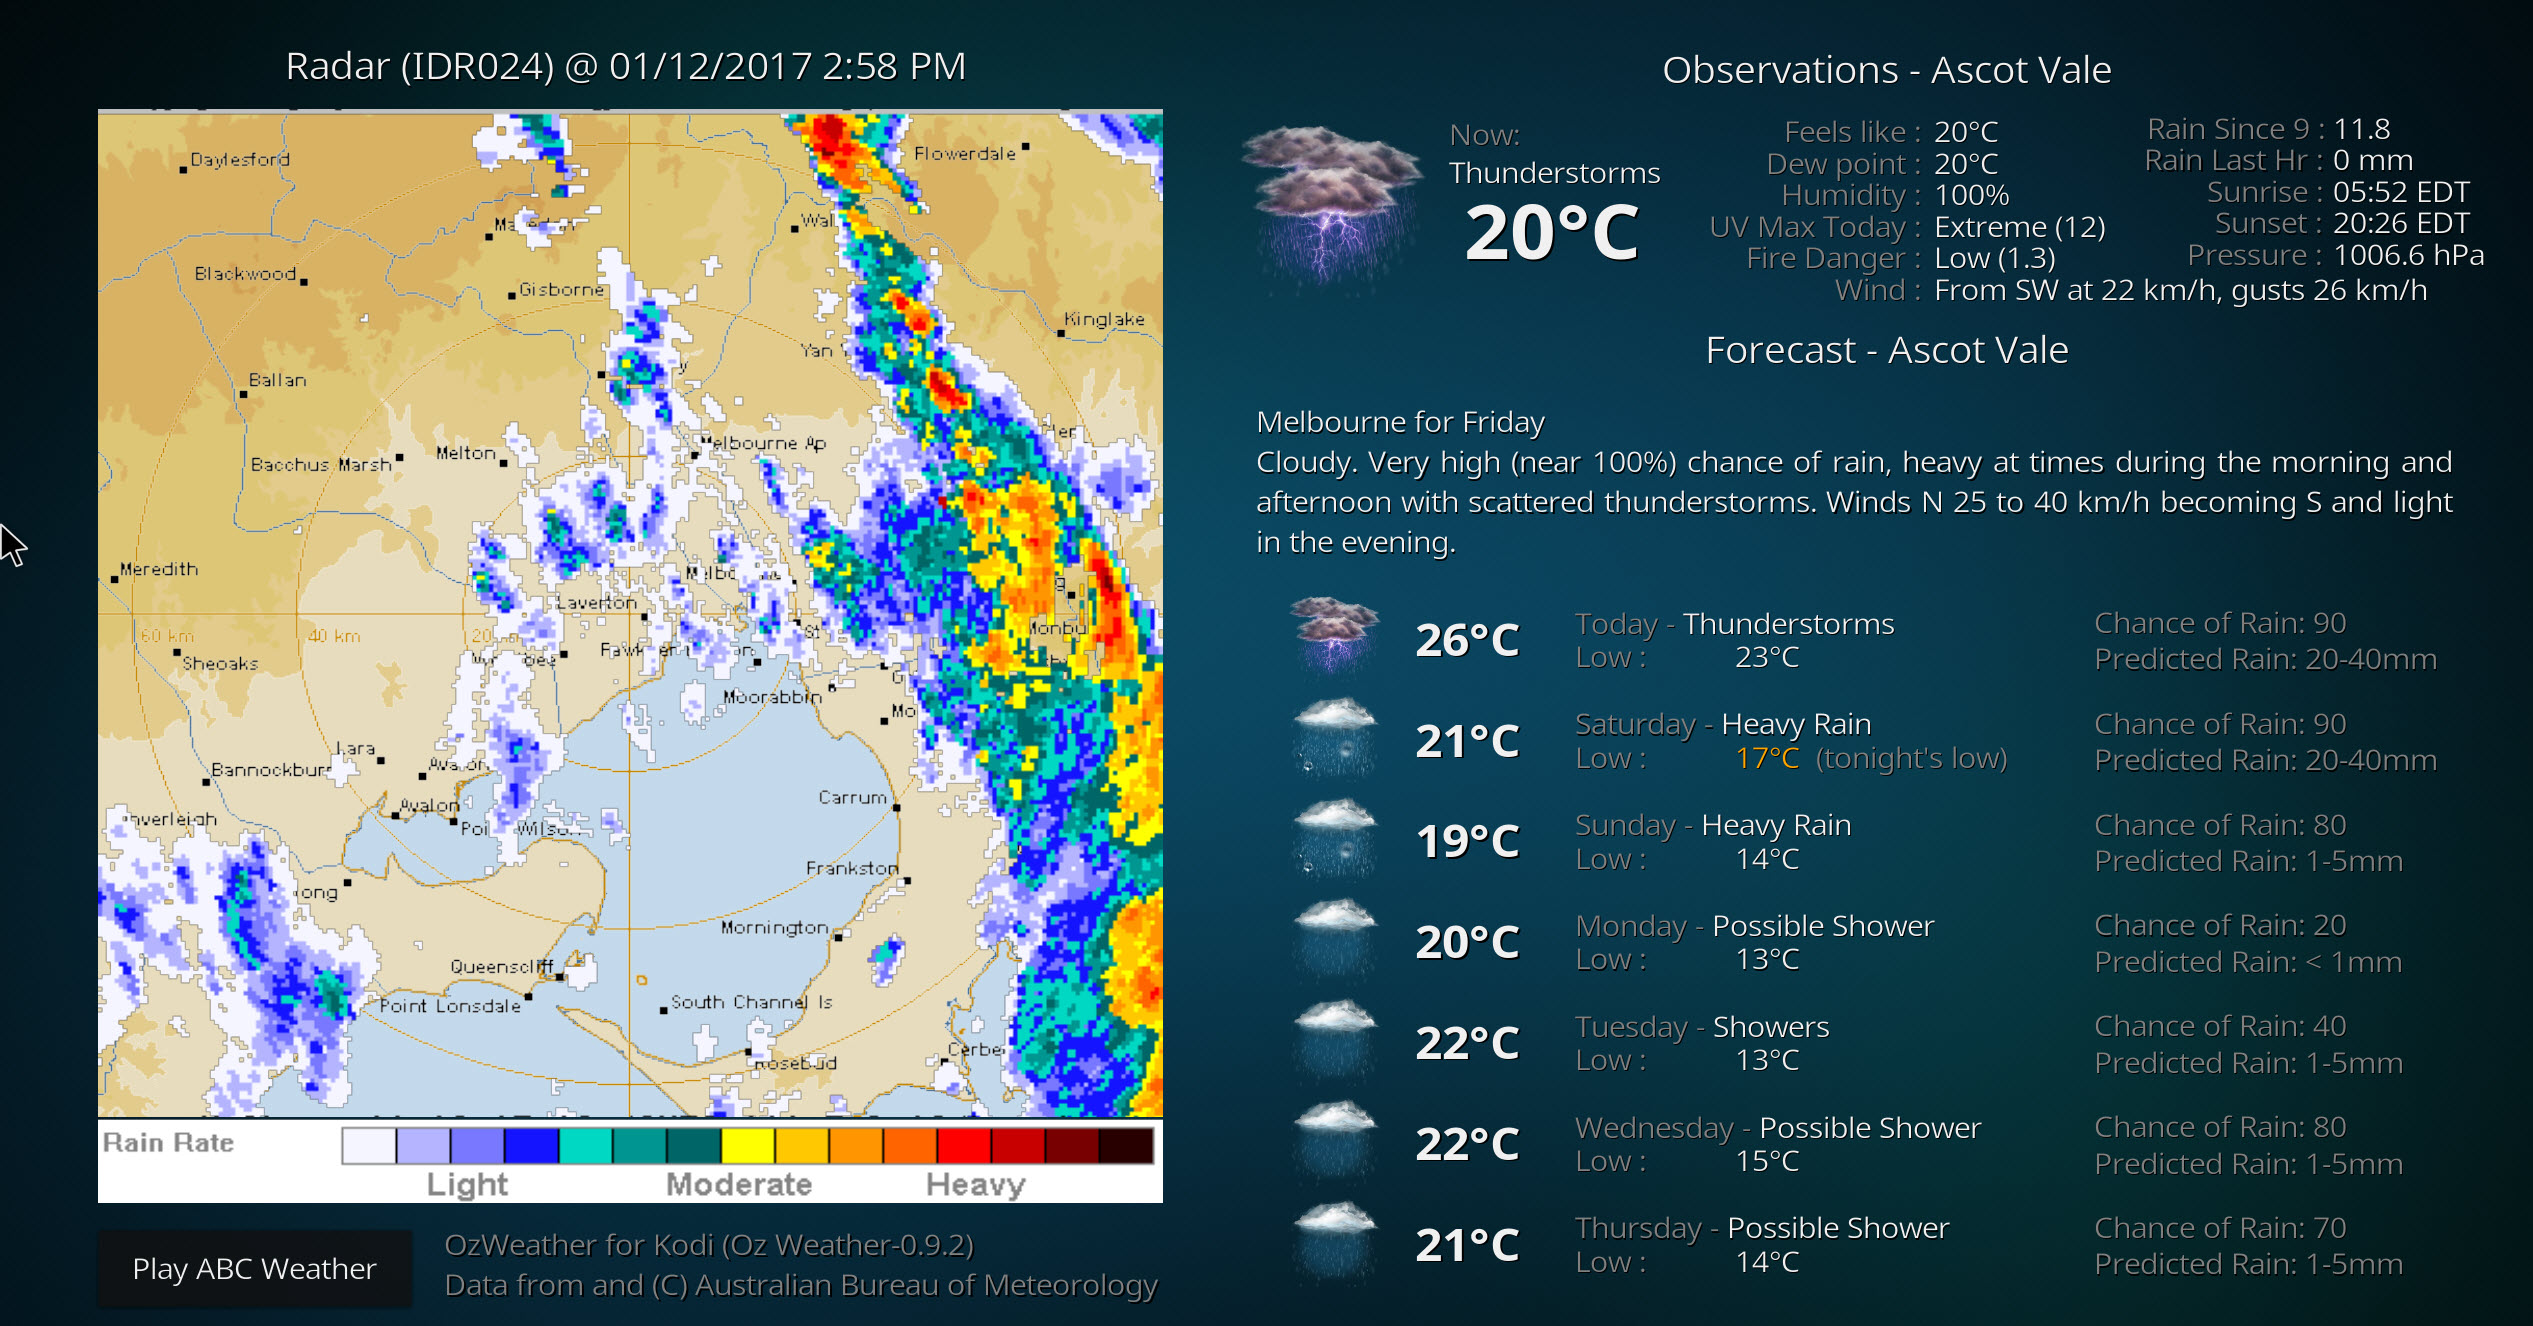 Radar (IDR024) @ 01/12/2017 2:58 PM
Daylesford
Flowerdale
Blackwood
Gisborne
Kinglake
Yan
Ballan
Melbourne Ap
Bacchus Marsh
Melton
Meredith
Laverton
60 km
40 km
Sheoaks
Moorabbin
Lara
Bannockburn
Avalon
Avalon
Carrum
Frankston
Mornington
Queenscliff
South Channel Is
Point Lonsdale
Rosebud
Rain Rate
Light Moderate Heavy
Play ABC Weather
OzWeather for Kodi (Oz Weather-0.9.2)
Data from and (C) Australian Bureau of Meteorology
Observations - Ascot Vale
Now:
Thunderstorms
20°C
Feels like : 20°C
Dew point : 20°C
Humidity : 100%
UV Max Today : Extreme (12)
Fire Danger : Low (1.3)
Wind : From SW at 22 km/h, gusts 26 km/h
Rain Since 9 : 11.8
Rain Last Hr : 0 mm
Sunrise : 05:52 EDT
Sunset : 20:26 EDT
Pressure : 1006.6 hPa
Forecast - Ascot Vale
Melbourne for Friday
Cloudy. Very high (near 100%) chance of rain, heavy at times during the morning and
afternoon with scattered thunderstorms. Winds N 25 to 40 km/h becoming S and light
in the evening.
26°C Today - Thunderstorms Chance of Rain: 90
Low : 23°C Predicted Rain: 20-40mm
21°C Saturday - Heavy Rain Chance of Rain: 90
Low : 17°C (tonight's low) Predicted Rain: 20-40mm
19°C Sunday - Heavy Rain Chance of Rain: 80
Low : 14°C Predicted Rain: 1-5mm
20°C Monday - Possible Shower Chance of Rain: 20
Low : 13°C Predicted Rain: < 1mm
22°C Tuesday - Showers Chance of Rain: 40
Low : 13°C Predicted Rain: 1-5mm
22°C Wednesday - Possible Shower Chance of Rain: 80
Low : 15°C Predicted Rain: 1-5mm
21°C Thursday - Possible Shower Chance of Rain: 70
Low : 14°C Predicted Rain: 1-5mm